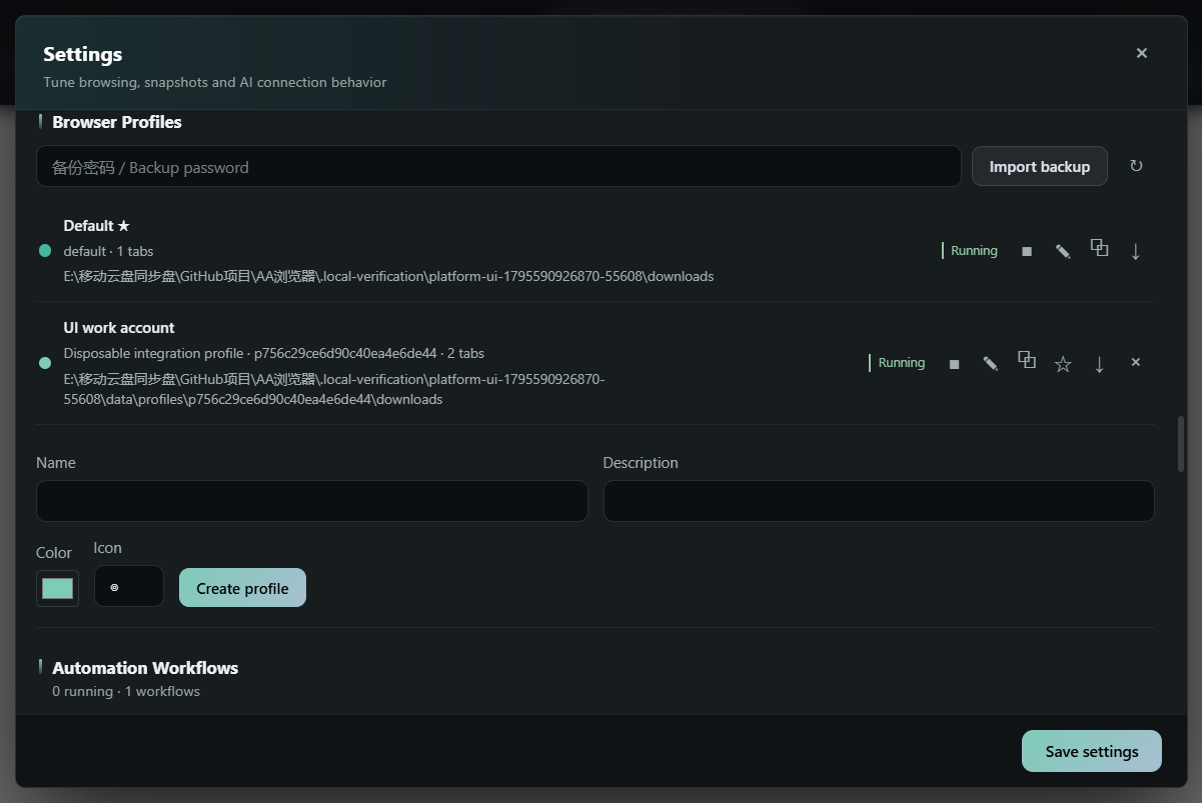 Settings
Tune browsing, snapshots and AI connection behavior
Browser Profiles
备份密码 / Backup password
Import backup
Default ★
default · 1 tabs
E:\移动云盘同步盘\GitHub项目\AA浏览器\.local-verification\platform-ui-1795590926870-55608\downloads
Running
UI work account
Disposable integration profile · p756c29ce6d90c40ea4e6de44 · 2 tabs
E:\移动云盘同步盘\GitHub项目\AA浏览器\.local-verification\platform-ui-1795590926870-
55608\data\profiles\p756c29ce6d90c40ea4e6de44\downloads
Running
Name
Description
Color
Icon
Create profile
Automation Workflows
0 running · 1 workflows
Save settings